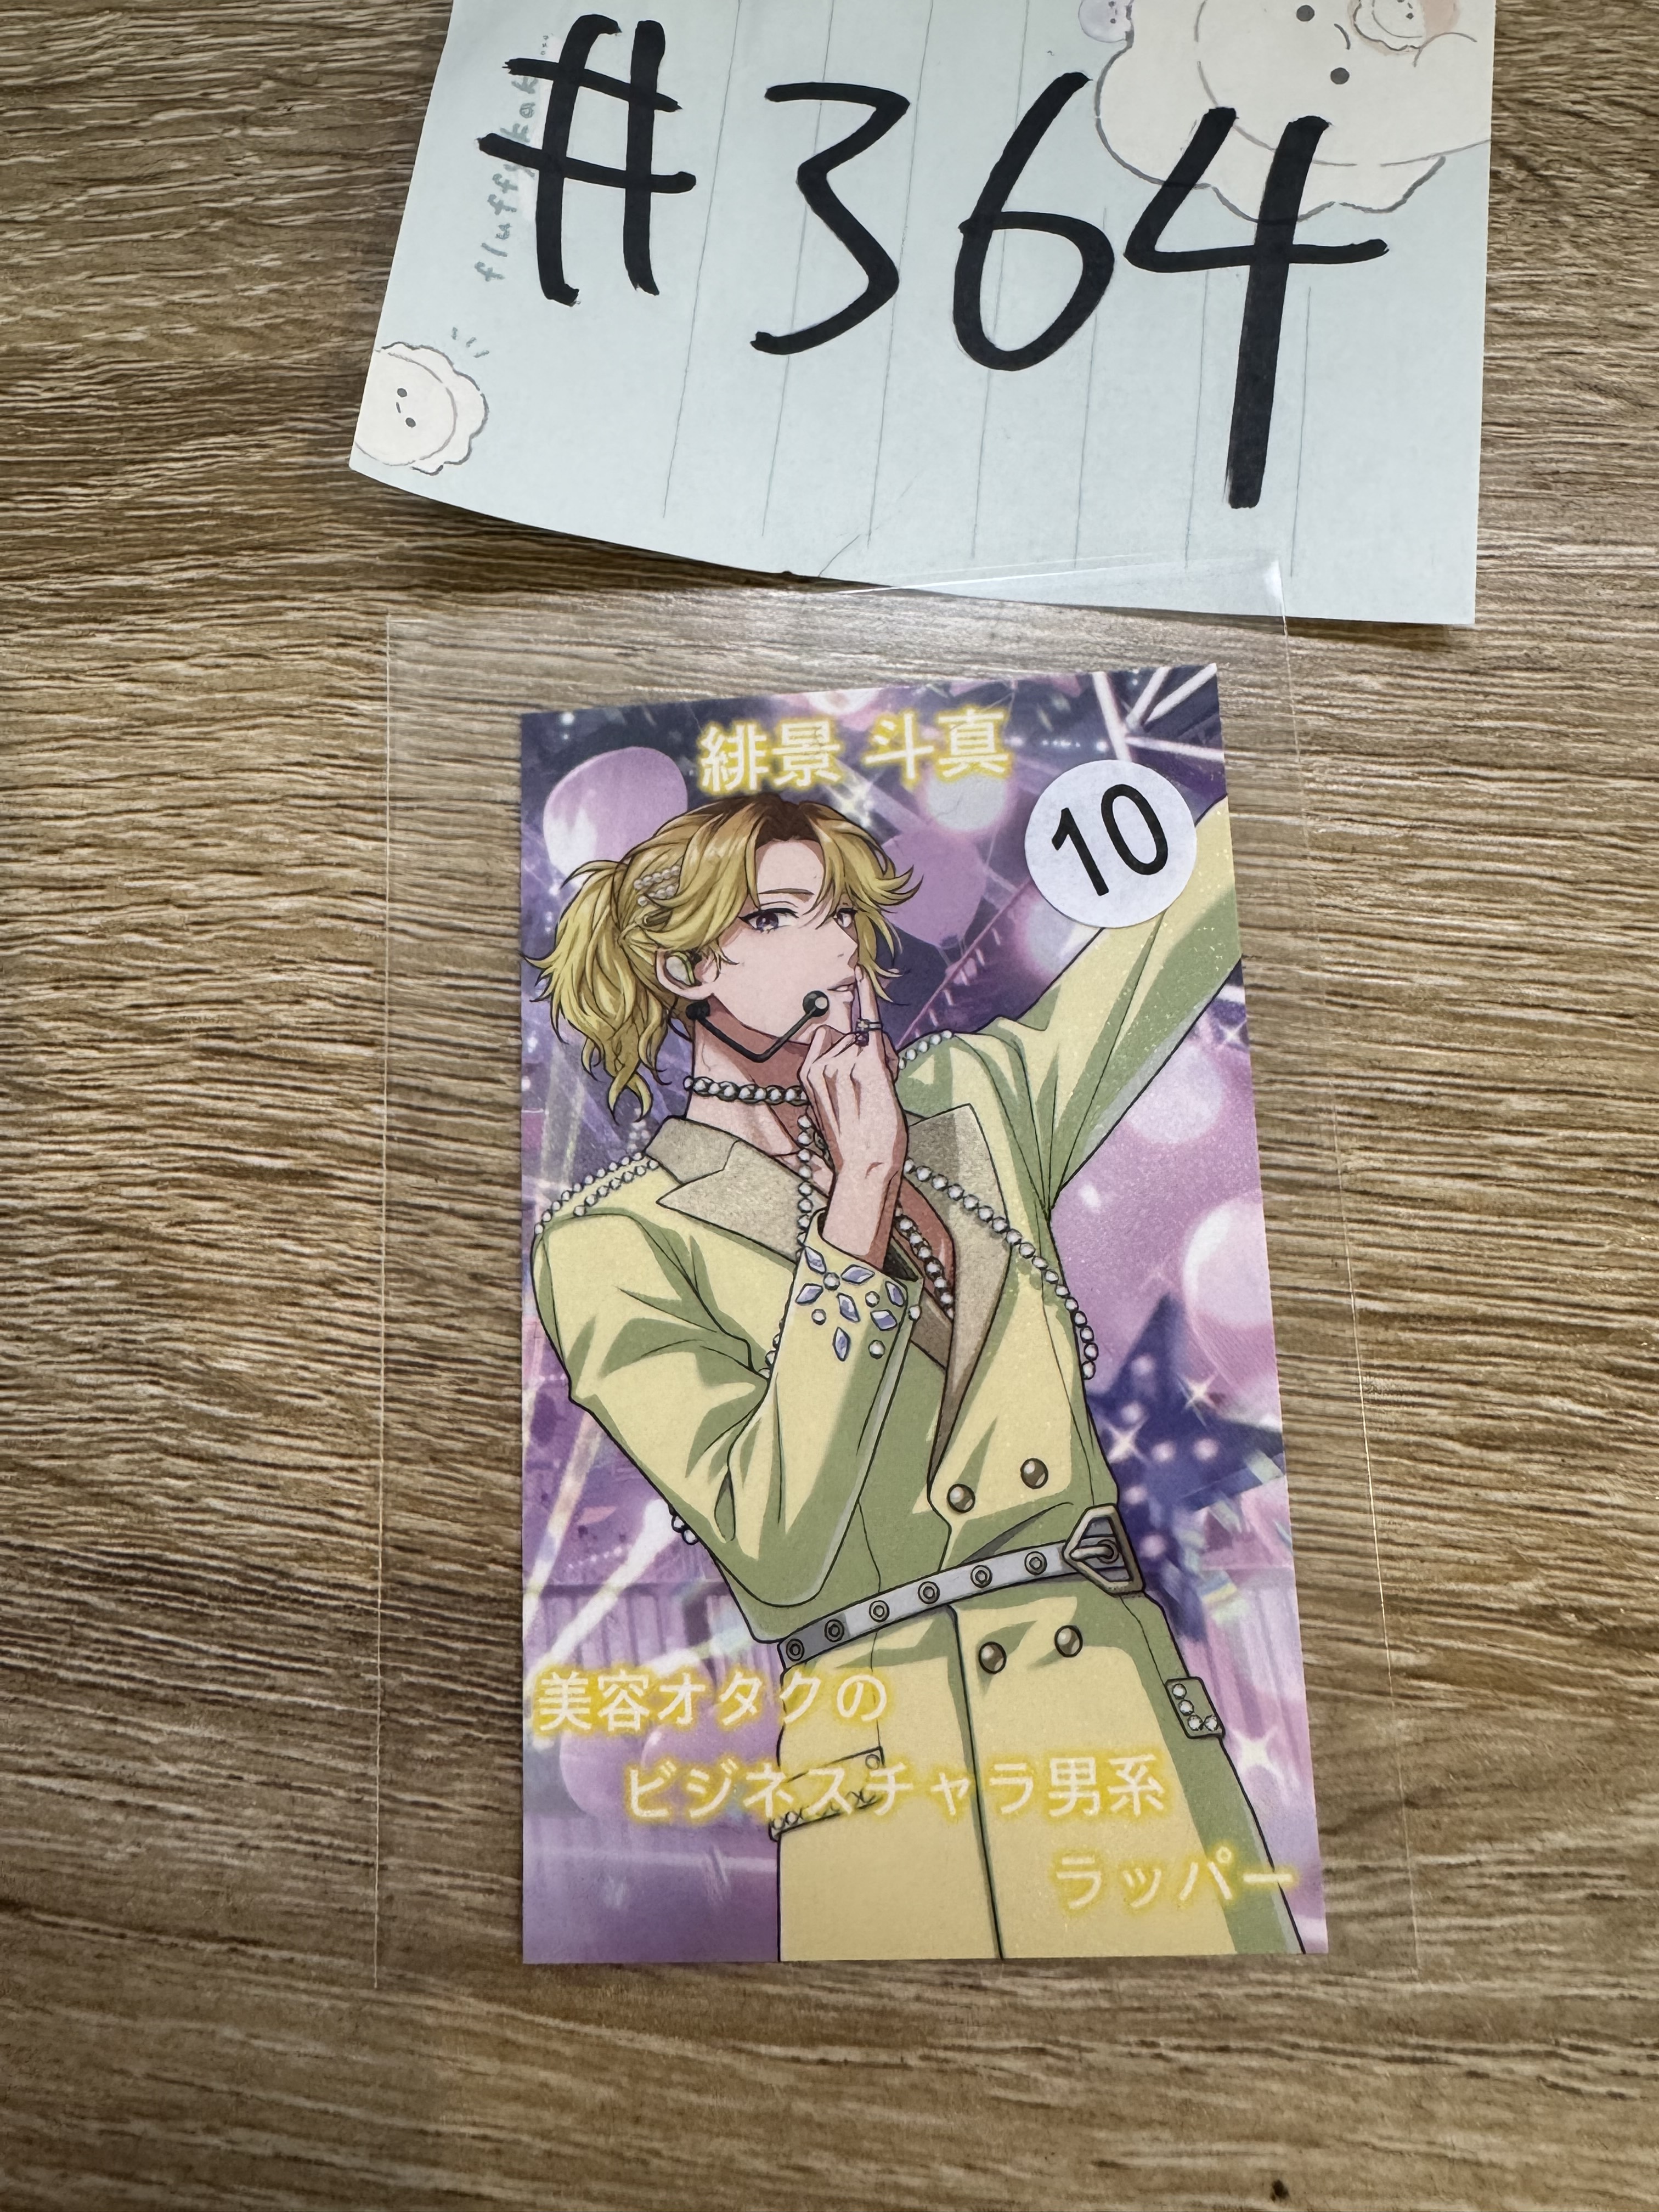 #364
緋景 斗真
10
美容オタクの
ビジネスチャラ男系
ラッパー